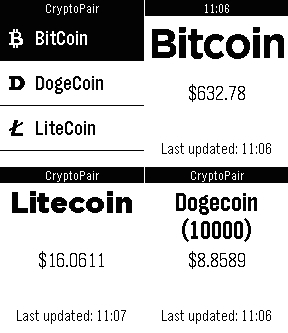 CryptoPair
BitCoin
DogeCoin
LiteCoin
11:06
Bitcoin
$632.78
Last updated: 11:06
CryptoPair
Litecoin
$16.0611
Last updated: 11:07
CryptoPair
Dogecoin
(10000)
$8.8589
Last updated: 11:06